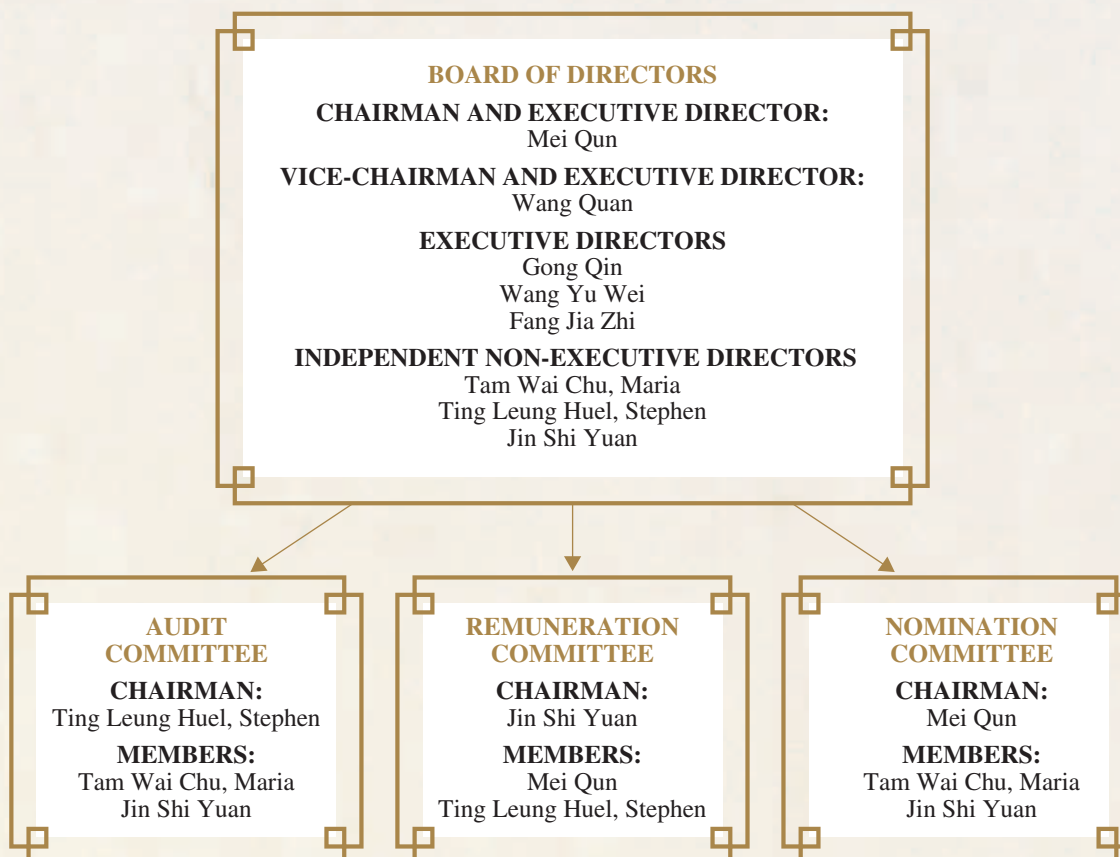 BOARD OF DIRECTORS
CHAIRMAN AND EXECUTIVE DIRECTOR:
Mei Qun
VICE-CHAIRMAN AND EXECUTIVE DIRECTOR:
Wang Quan
EXECUTIVE DIRECTORS
Gong Qin
Wang Yu Wei
Fang Jia Zhi
INDEPENDENT NON-EXECUTIVE DIRECTORS
Tam Wai Chu, Maria
Ting Leung Huel, Stephen
Jin Shi Yuan
AUDIT
COMMITTEE
CHAIRMAN:
Ting Leung Huel, Stephen
MEMBERS:
Tam Wai Chu, Maria
Jin Shi Yuan
REMUNERATION
COMMITTEE
CHAIRMAN:
Jin Shi Yuan
MEMBERS:
Mei Qun
Ting Leung Huel, Stephen
NOMINATION
COMMITTEE
CHAIRMAN:
Mei Qun
MEMBERS:
Tam Wai Chu, Maria
Jin Shi Yuan